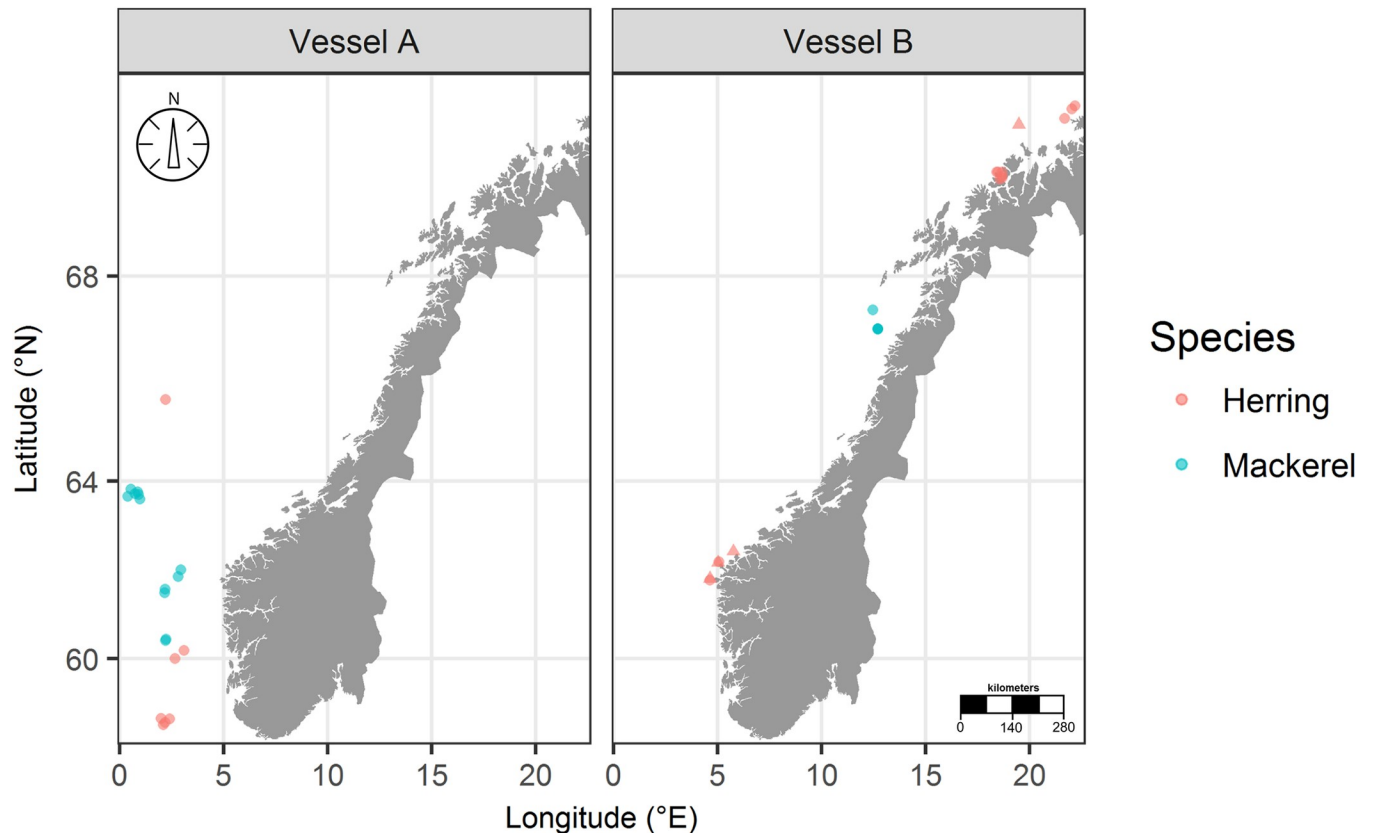 Vessel A
Vessel B
N
68
64
60
Latitude (°N)
kilometers
0 140 280
0 5 10 15 20
0 5 10 15 20
Longitude (°E)
Species
Herring
Mackerel